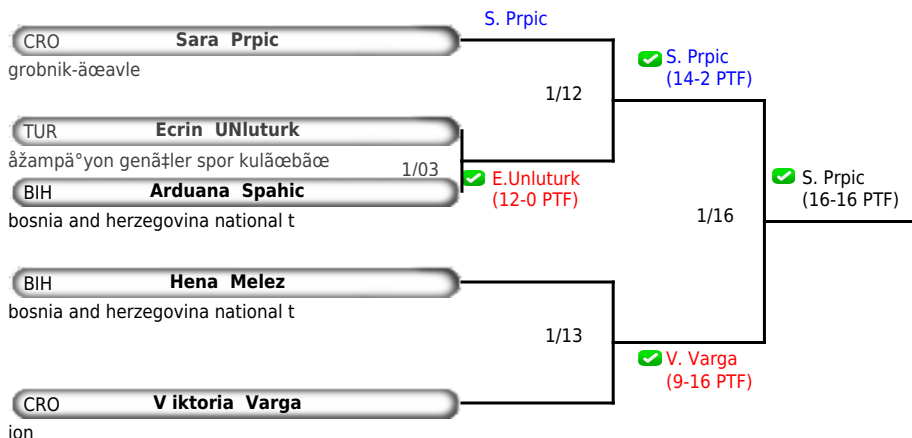 S. Prpic
CRO Sara Prpic
grobnik-äœavle
S. Prpic
(14-2 PTF)
1/12
TUR Ecrin UNluturk
åžampä°yon genã‡ler spor kulãœbãœ
1/03
E.Unluturk
(12-0 PTF)
BIH Arduana Spahic
bosnia and herzegovina national t
S. Prpic
(16-16 PTF)
1/16
BIH Hena Melez
bosnia and herzegovina national t
1/13
V. Varga
(9-16 PTF)
CRO V iktoria Varga
ion